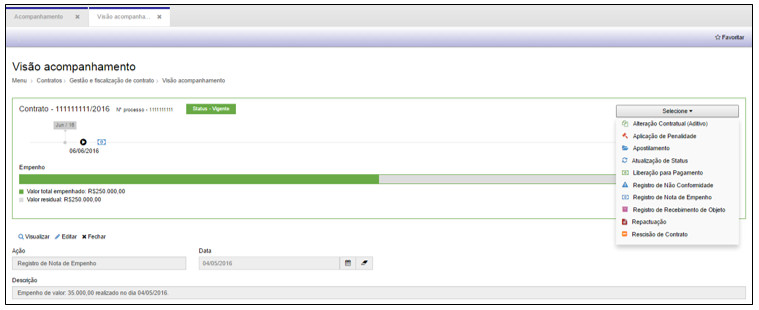 Acompanhamento ✖ Visão acompanha... ✖
☆ Favoritar
Visão acompanhamento
Menu › Contratos › Gestão e fiscalização de contrato › Visão acompanhamento
Contrato - 111111111/2016 Nº processo - 111111111 Status - Vigente
Selecione
Jun / 16
06/06/2016
Alteração Contratual (Aditivo)
Aplicação de Penalidade
Apostilamento
Atualização de Status
Liberação para Pagamento
Registro de Não Conformidade
Registro de Nota de Empenho
Registro de Recebimento de Objeto
Repactuação
Rescisão de Contrato
Empenho
Valor total empenhado: R$250.000,00
Valor residual: R$250.000,00
Visualizar Editar ✖ Fechar
Ação Data
Registro de Nota de Empenho 04/05/2016
Descrição
Empenho de valor: 35.000,00 realizado no dia 04/05/2016